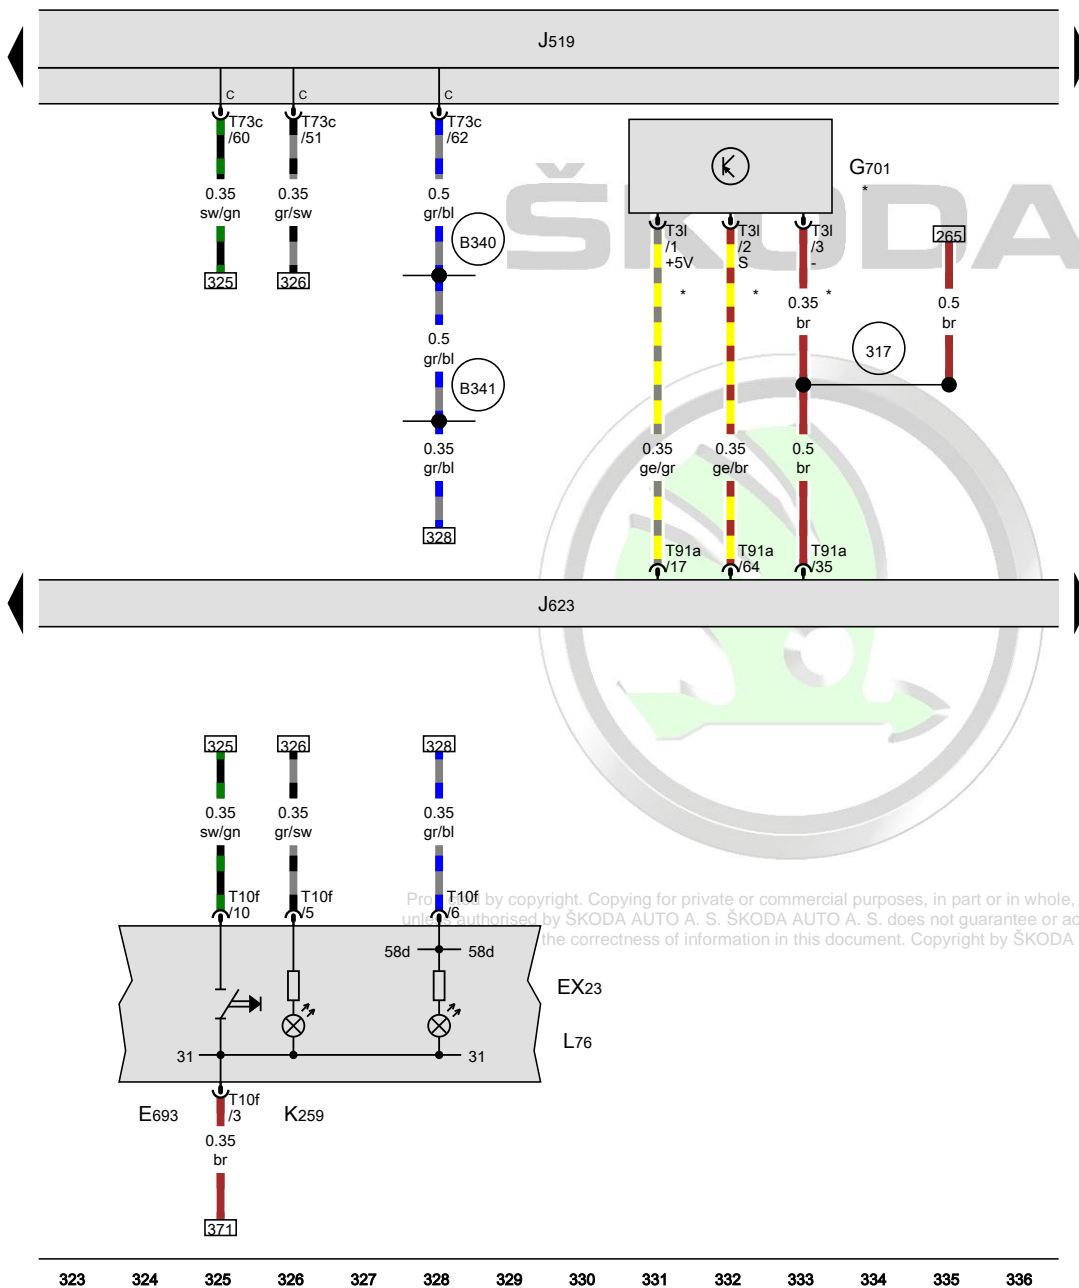 J519
c
c
c
T73c
/60
T73c
/51
T73c
/62
G701
*
ŠKODA
0.35
sw/gn
0.35
gr/sw
0.5
gr/bl
B340
T3l
/1
+5V
*
T3l
/2
S
*
T3l
/3
-
*
265
325
326
0.35
br
0.5
br
0.5
gr/bl
317
B341
0.35
gr/bl
0.35
ge/gr
0.35
ge/br
0.5
br
328
T91a
/17
T91a
/64
T91a
/35
J623
325
326
328
0.35
sw/gn
0.35
gr/sw
0.35
gr/bl
T10f
/10
T10f
/5
T10f
/6
by copyright. Copying for private or commercial purposes, in part or in whole,
authorised by ŠKODA AUTO A. S. ŠKODA AUTO A. S. does not guarantee or ac
the correctness of information in this document. Copyright by ŠKODA
58d
58d
EX23
L76
31
31
E693
T10f
/3
K259
0.35
br
371
323 324 325 326 327 328 329 330 331 332 333 334 335 336